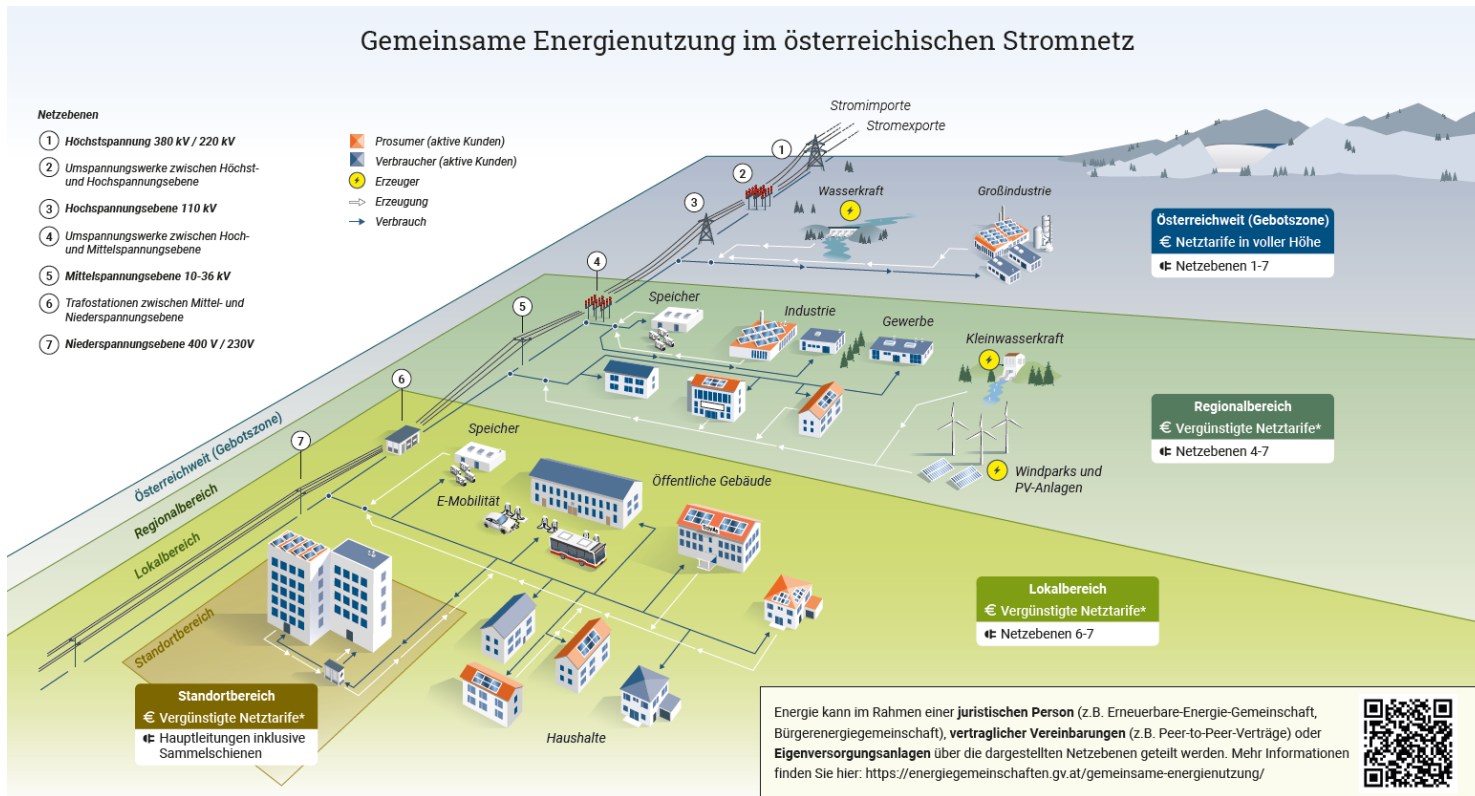 Gemeinsame Energienutzung im österreichischen Stromnetz
Netzebenen
1 Höchstspannung 380 kV / 220 kV
2 Umspannungswerke zwischen Höchst-
und Hochspannungsebene
3 Hochspannungsebene 110 kV
4 Umspannungswerke zwischen Hoch-
und Mittelspannungsebene
5 Mittelspannungsebene 10-36 kV
6 Trafostationen zwischen Mittel- und
Niederspannungsebene
7 Niederspannungsebene 400 V / 230V
Prosumer (aktive Kunden)
Verbraucher (aktive Kunden)
Erzeuger
Erzeugung
Verbrauch
Stromimporte
Stromexporte
1
2
3
4
5
6
7
Wasserkraft
Großindustrie
Österreichweit (Gebotszone)
€ Netztarife in voller Höhe
Netzebenen 1-7
Speicher
Industrie
Gewerbe
Kleinwasserkraft
Windparks und
PV-Anlagen
Regionalbereich
€ Vergünstigte Netztarife*
Netzebenen 4-7
Österreichweit (Gebotszone)
Regionalbereich
Lokalbereich
Standortbereich
Speicher
E-Mobilität
Öffentliche Gebäude
Haushalte
Lokalbereich
€ Vergünstigte Netztarife*
Netzebenen 6-7
Standortbereich
€ Vergünstigte Netztarife*
Hauptleitungen inklusive
Sammelschienen
Energie kann im Rahmen einer juristischen Person (z.B. Erneuerbare-Energie-Gemeinschaft,
Bürgerenergiegemeinschaft), vertraglicher Vereinbarungen (z.B. Peer-to-Peer-Verträge) oder
Eigenversorgungsanlagen über die dargestellten Netzebenen geteilt werden. Mehr Informationen
finden Sie hier: https://energiegemeinschaften.gv.at/gemeinsame-energienutzung/